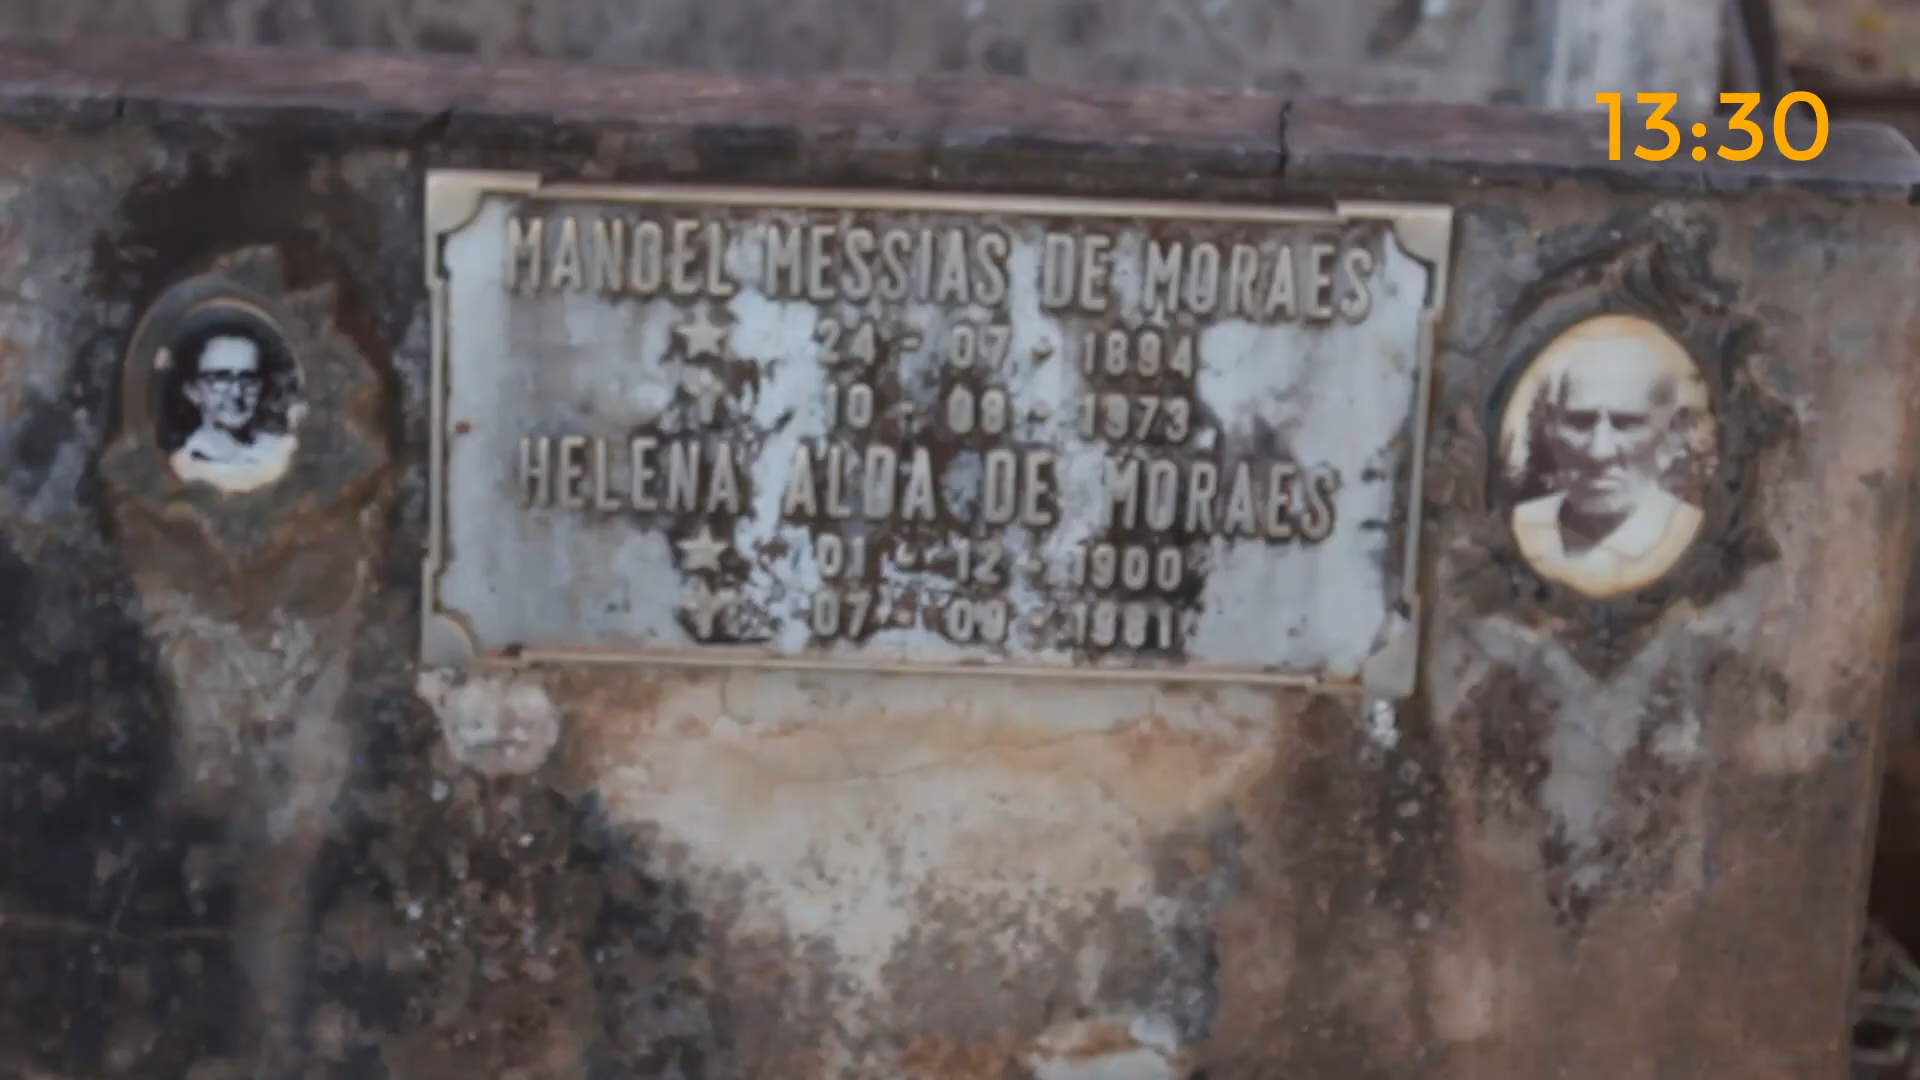 13:30
MANOEL MESSIAS DE MORAES
24 - 07 - 1894
10 - 08 - 1973
HELENA ALDA DE MORAES
01 - 12 - 1900
07 - 09 - 1981